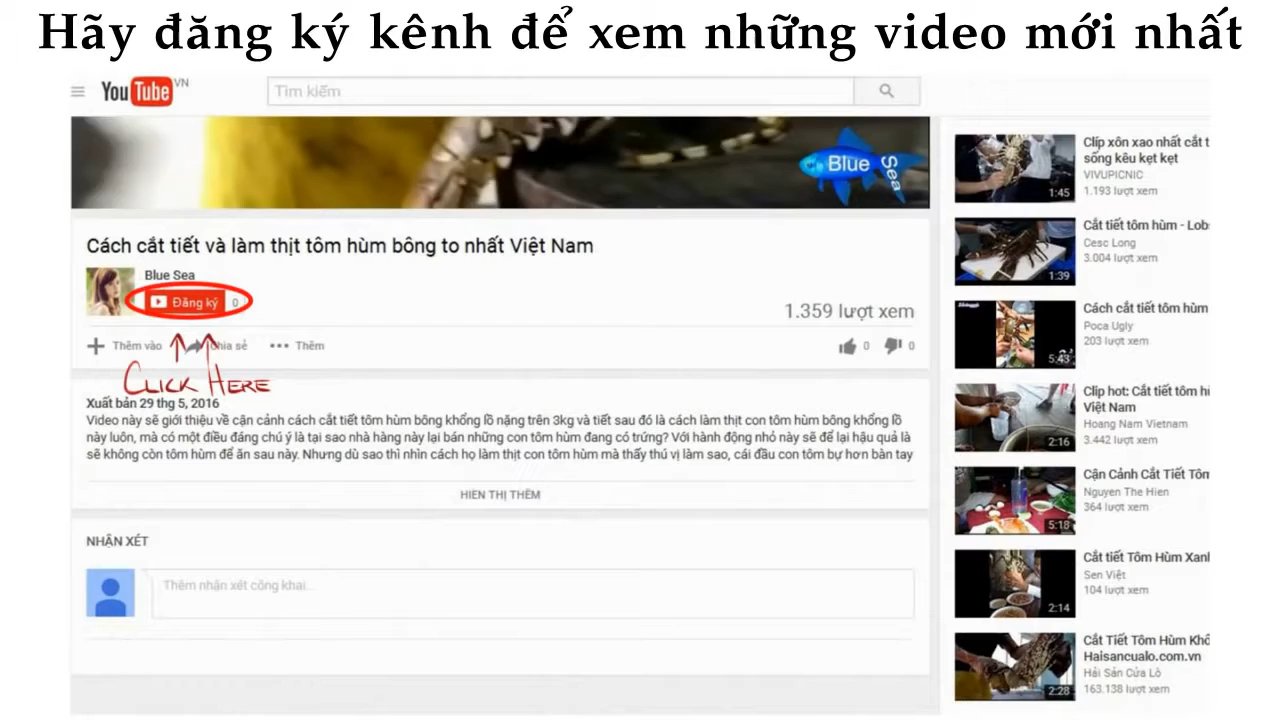 Hãy đăng ký kênh để xem những video mới nhất
YouTube VN
Tìm kiếm
Blue Sea
Cách cắt tiết và làm thịt tôm hùm bông to nhất Việt Nam
Blue Sea
Đăng ký 0
1.359 lượt xem
Thêm vào
Chia sẻ
Thêm
0
0
CLICK HERE
Xuất bản 29 thg 5, 2016
Video này sẽ giới thiệu về cận cảnh cách cắt tiết tôm hùm bông khổng lồ nặng trên 3kg và tiết sau đó là cách làm thịt con tôm hùm bông khổng lồ
này luôn, mà có một điều đáng chú ý là tại sao nhà hàng này lại bán những con tôm hùm đang có trứng? Với hành động nhỏ này sẽ để lại hậu quả là
sẽ không còn tôm hùm để ăn sau này. Nhưng dù sao thì nhìn cách họ làm thịt con tôm hùm mà thấy thú vị làm sao, cái đầu con tôm bự hơn bàn tay
HIỂN THỊ THÊM
NHẬN XÉT
Thêm nhận xét công khai...
Clíp xôn xao nhất cắt t
sống kêu kẹt kẹt
VIVUPICNIC
1.193 lượt xem
1:45
Cắt tiết tôm hùm - Lobs
Cesc Long
3.004 lượt xem
1:39
Cách cắt tiết tôm hùm
Poca Ugly
203 lượt xem
5:43
Clip hot: Cắt tiết tôm hù
Việt Nam
Hoang Nam Vietnam
3.442 lượt xem
2:16
Cận Cảnh Cắt Tiết Tôm
Nguyen The Hien
364 lượt xem
5:18
Cắt tiết Tôm Hùm Xanh
Sen Việt
104 lượt xem
2:14
Cắt Tiết Tôm Hùm Khổ
Haisancualo.com.vn
Hải Sản Cửa Lò
163.138 lượt xem
2:28